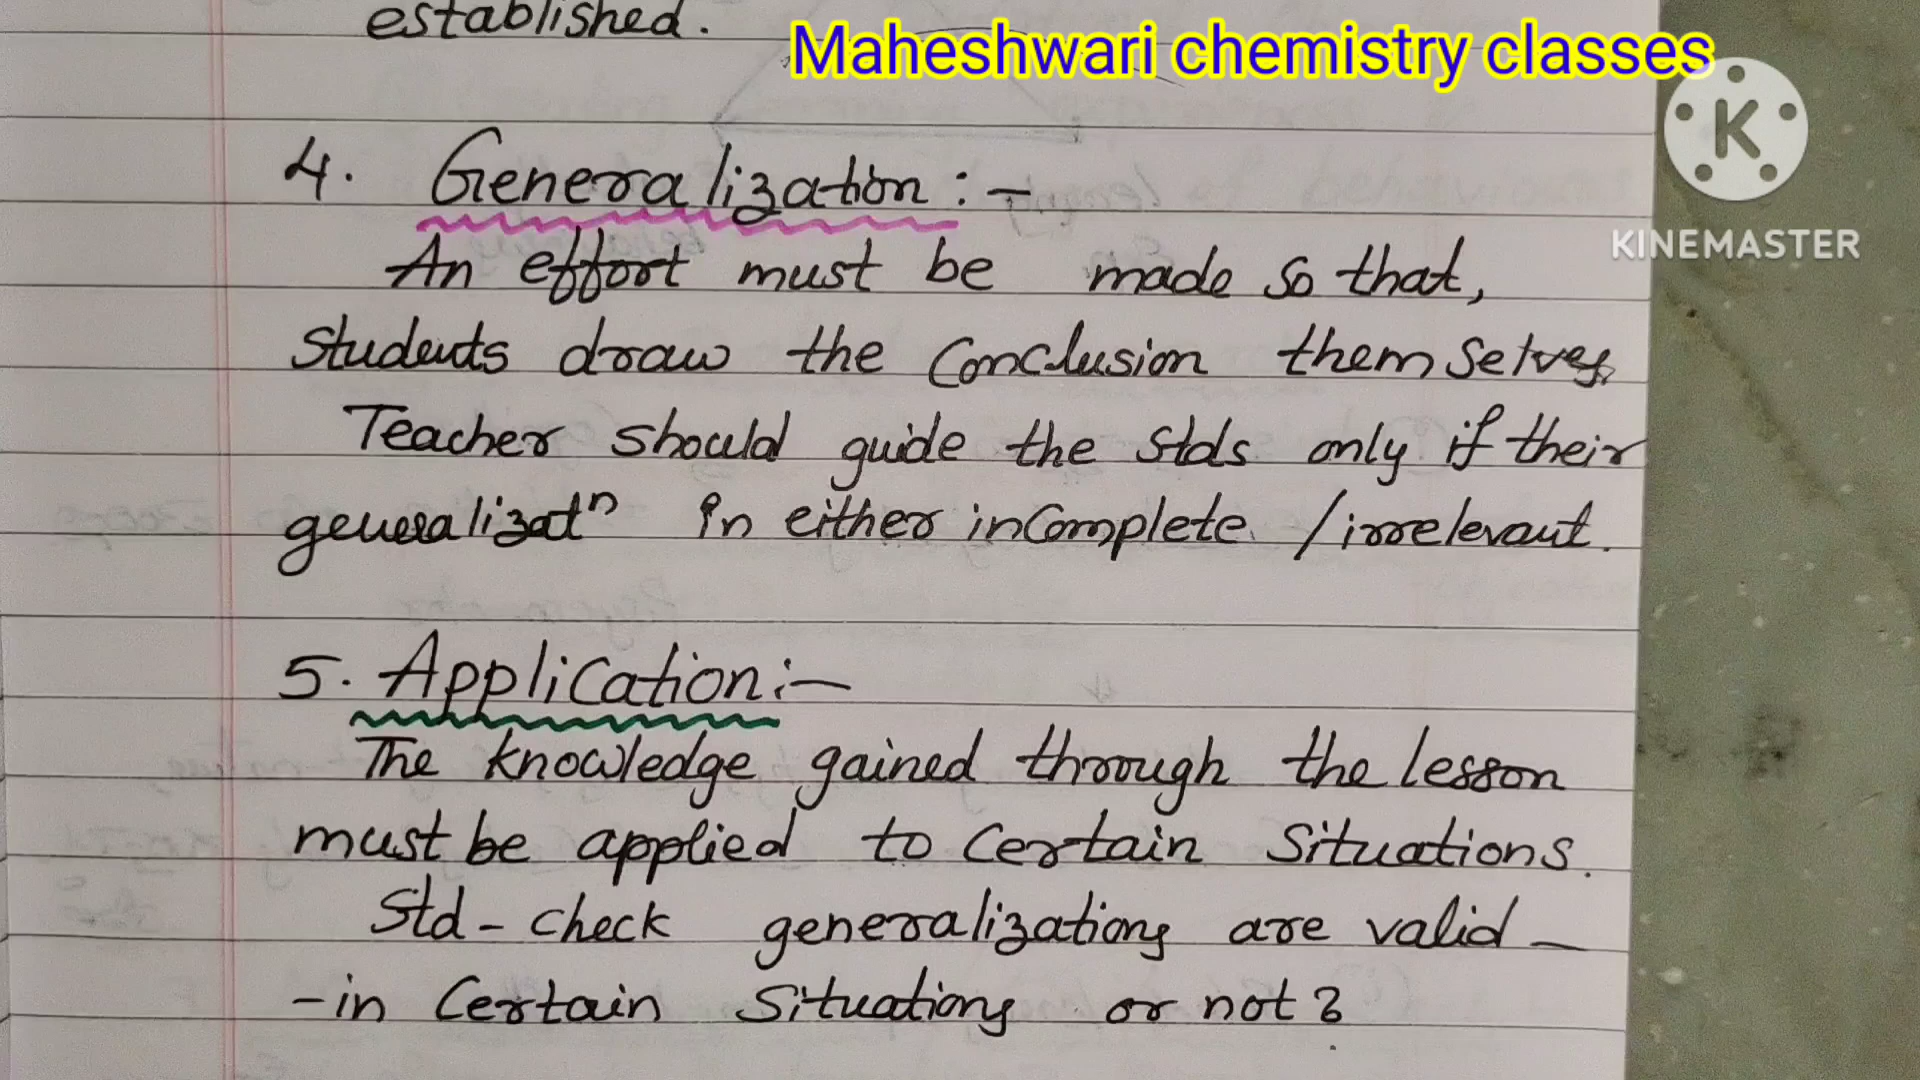 established.
Maheshwari chemistry classes
K
KINEMASTER
4. Generalization :-
An effort must be made so that,
students draw the conclusion themselves.
Teacher should guide the stds only if their
generalizatⁿ in either incomplete / irrelevant.
5. Application :-
The knowledge gained through the lesson
must be applied to certain situations.
Std - check generalizations are valid -
- in certain situations or not ?